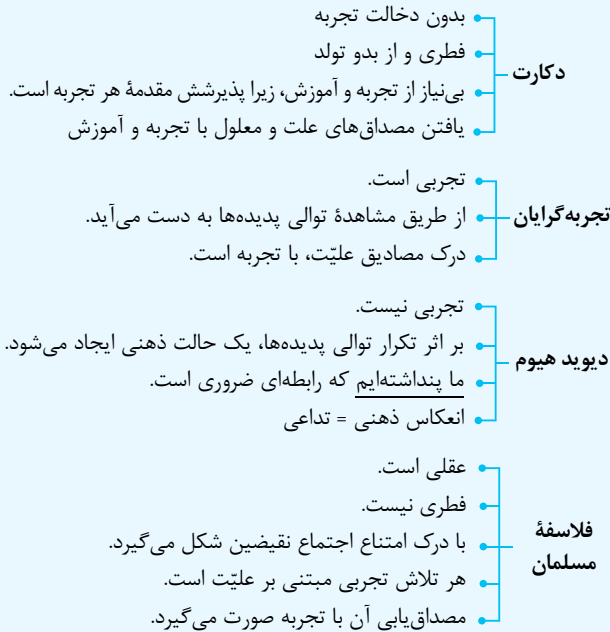 دکارت
بدون دخالت تجربه
فطری و از بدو تولد
بی‌نیاز از تجربه و آموزش، زیرا پذیرشش مقدمهٔ هر تجربه است.
یافتن مصداق‌های علت و معلول با تجربه و آموزش
تجربه‌گرایان
تجربی است.
از طریق مشاهدهٔ توالی پدیده‌ها به دست می‌آید.
درک مصادیق علیّت، با تجربه است.
دیوید هیوم
تجربی نیست.
بر اثر تکرار توالی پدیده‌ها، یک حالت ذهنی ایجاد می‌شود.
ما پنداشته‌ایم که رابطه‌ای ضروری است.
انعکاس ذهنی = تداعی
فلاسفهٔ
مسلمان
عقلی است.
فطری نیست.
با درک امتناع اجتماع نقیضین شکل می‌گیرد.
هر تلاش تجربی مبتنی بر علیّت است.
مصداق‌یابی آن با تجربه صورت می‌گیرد.